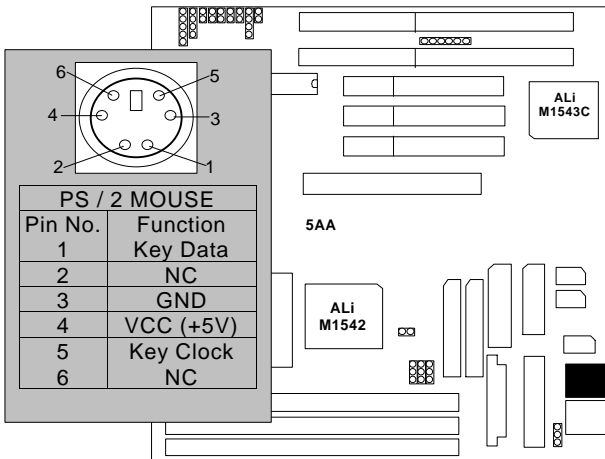 6
5
4
3
2
1
PS / 2 MOUSE
Pin No. Function
1 Key Data
2 NC
3 GND
4 VCC (+5V)
5 Key Clock
6 NC
ALi
M1543C
5AA
ALi
M1542